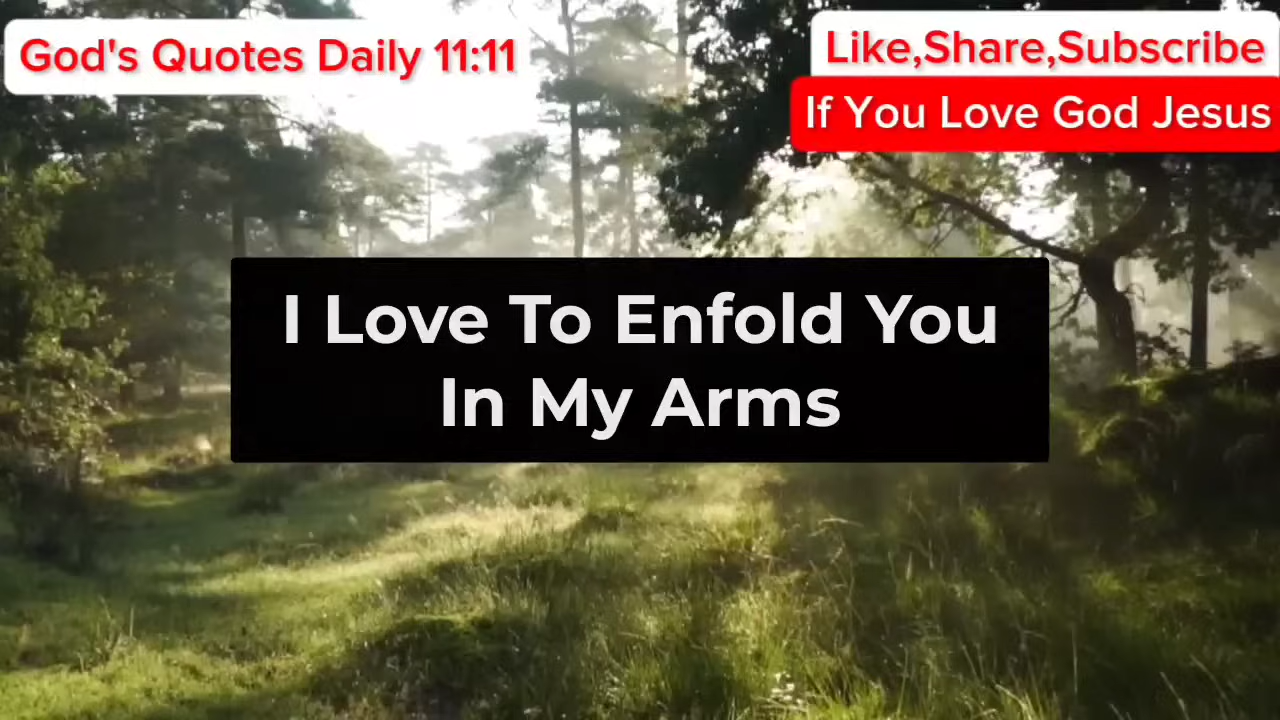 God's Quotes Daily 11:11
Like,Share,Subscribe
If You Love God Jesus
I Love To Enfold You
In My Arms